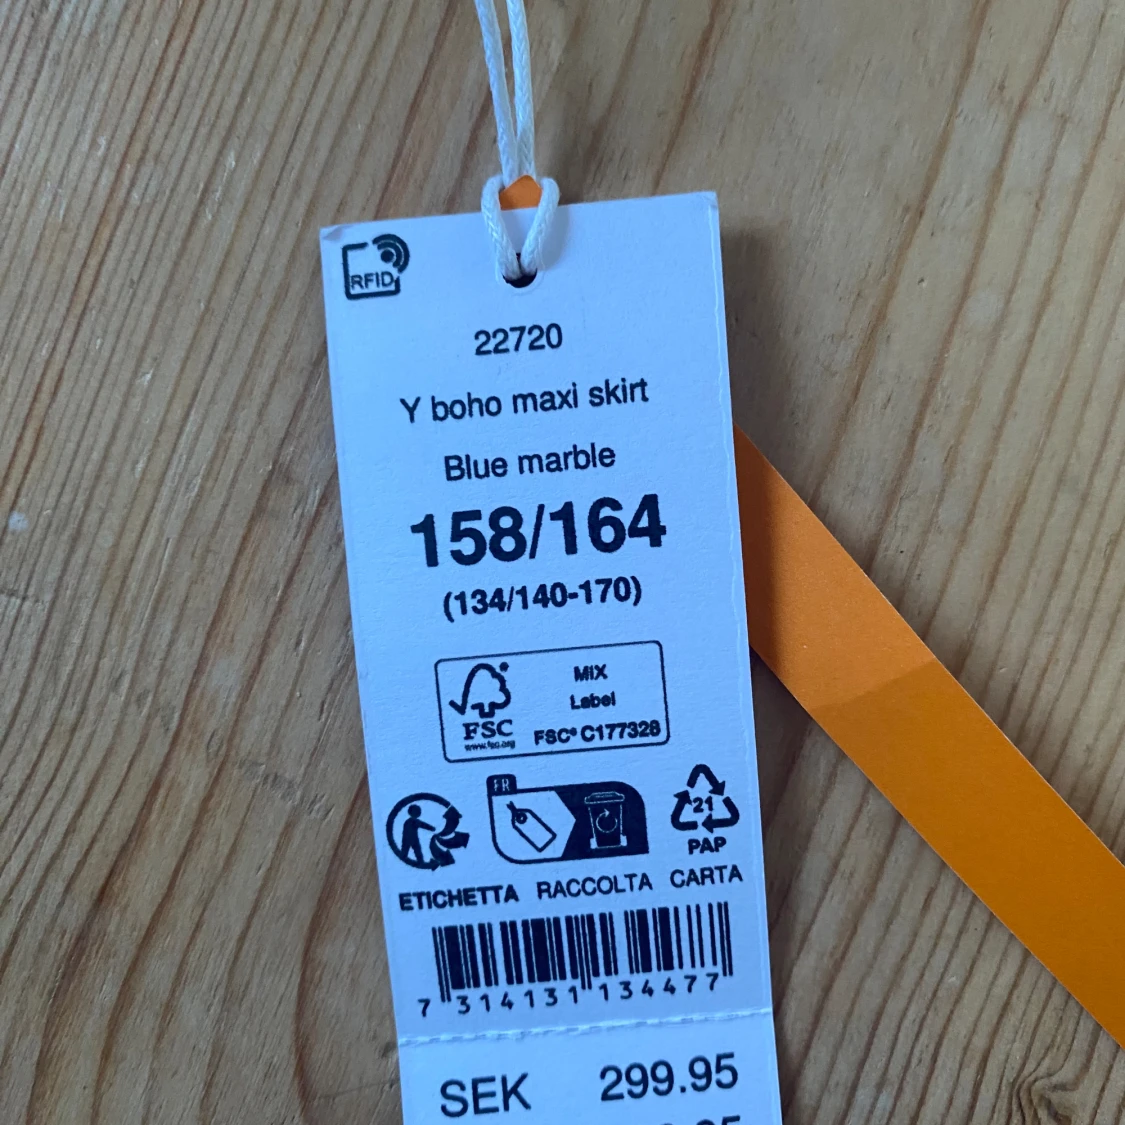 RFID
22720
Y boho maxi skirt
Blue marble
158/164
(134/140-170)
FSC
www.fsc.org
MIX
Label
FSC® C177328
FR
21
PAP
ETICHETTA RACCOLTA CARTA
7 314131 134477
SEK 299.95